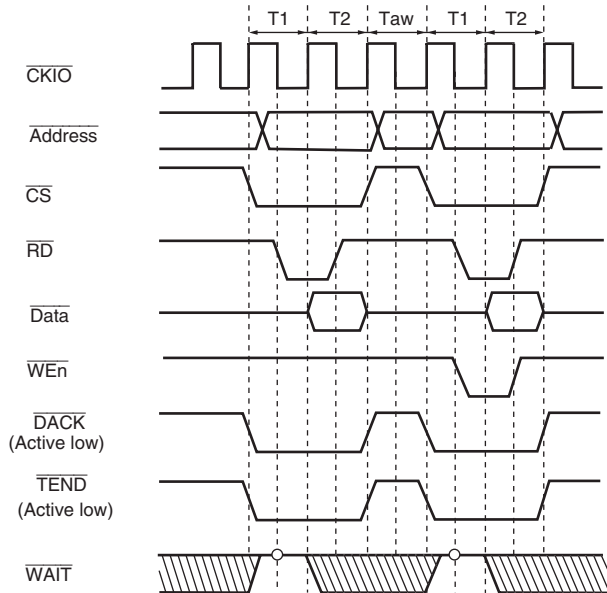 T1 T2 Taw T1 T2
CKIO
Address
CS
RD
Data
WEn
DACK
(Active low)
TEND
(Active low)
WAIT